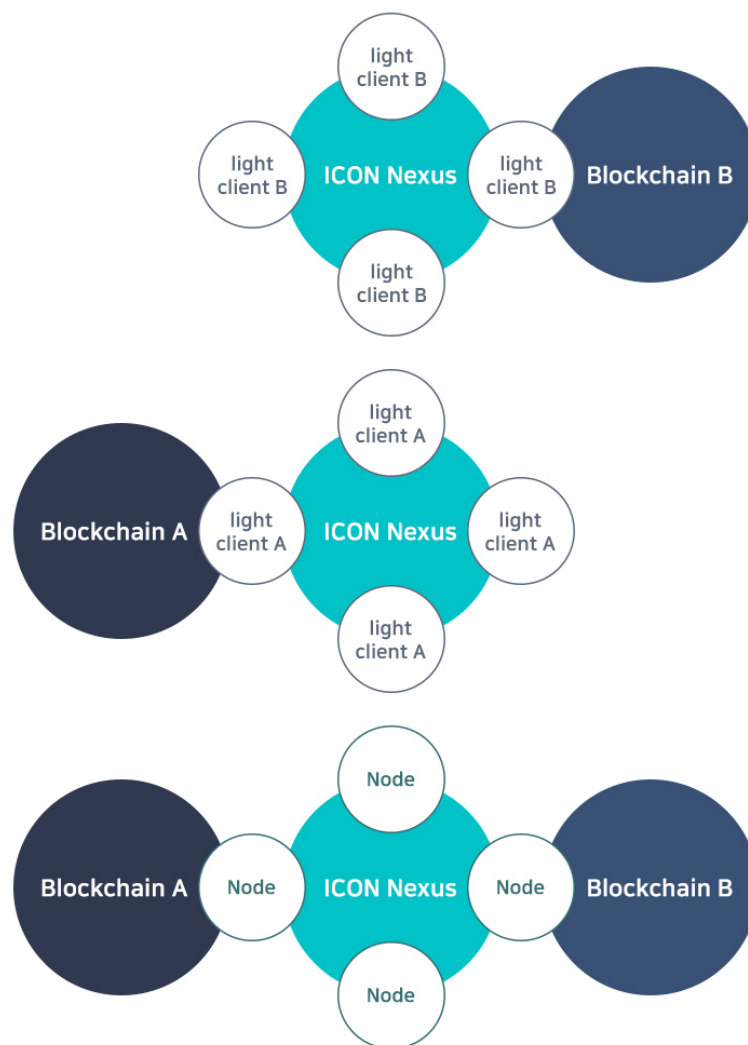 light
client B
light
client B
ICON Nexus
light
client B
Blockchain B
light
client B
light
client A
Blockchain A
light
client A
ICON Nexus
light
client A
light
client A
Node
Blockchain A
Node
ICON Nexus
Node
Blockchain B
Node